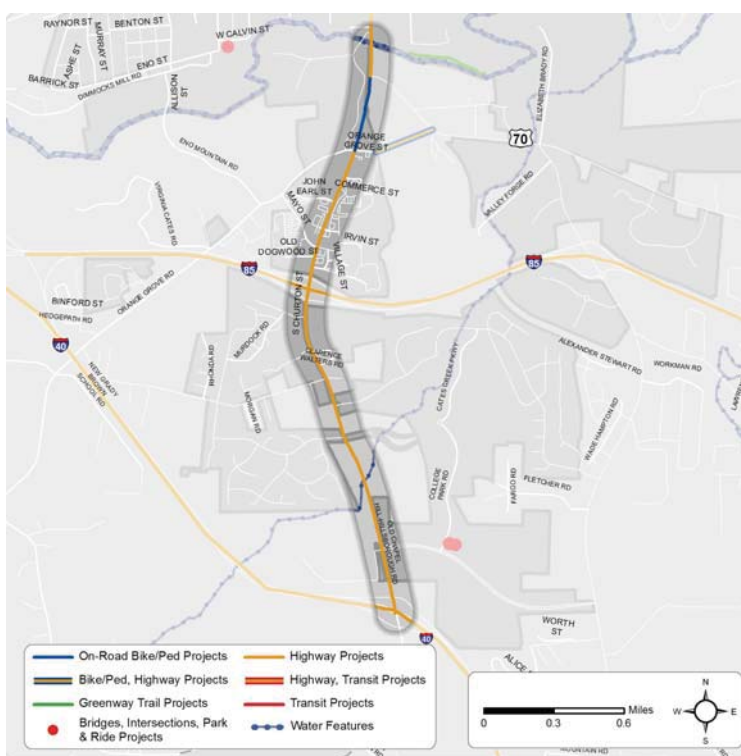 RAYNOR ST
BENTON ST
W CALVIN ST
MURRAY ST
ASHE ST
ENO ST
BARRICK ST
DIMMOCKS MILL RD
ALLISON ST
ELIZABETH BRADY RD
70
ORANGE GROVE ST
ENO MOUNTAIN RD
JOHN EARL ST
COMMERCE ST
MAYO ST
VALLEY FORGE RD
VIRGINIA CATES RD
IRVIN ST
OLD DOGWOOD ST
VILLAGE ST
85
85
BINFORD ST
ORANGE GROVE RD
S CHURTON ST
HEDGEPATH RD
40
MURDOCK RD
CLARENCE WALTERS RD
ALEXANDER STEWART RD
WORKMAN RD
NEW GRADY BROWN SCHOOL RD
RHONDA RD
MORGAN RD
CATES CREEK PKWY
WADE HAMPTON RD
COLLEGE PARK RD
FARGO RD
FLETCHER RD
OLD CHAPEL HILL-HILLSBOROUGH RD
WORTH ST
40
On-Road Bike/Ped Projects
Highway Projects
Bike/Ped, Highway Projects
Highway, Transit Projects
Greenway Trail Projects
Transit Projects
Bridges, Intersections, Park
& Ride Projects
Water Features
Miles
0 0.3 0.6
N
W E
S